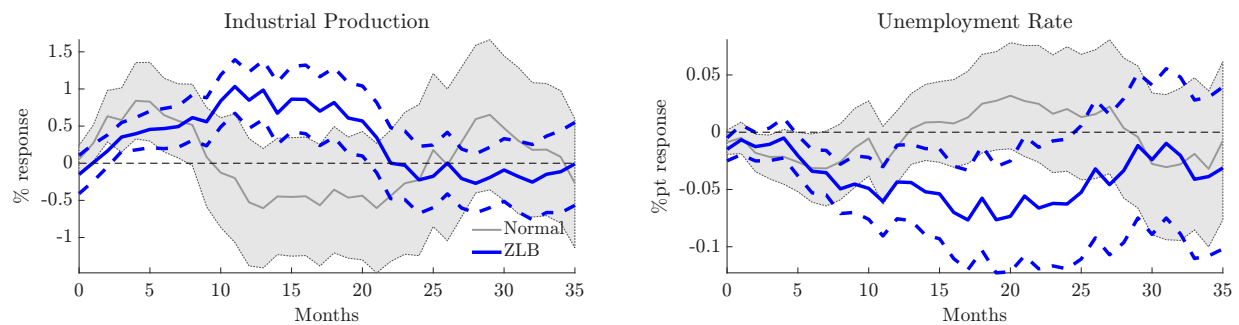 Industrial Production
% response
1.5
1
0.5
0
-0.5
-1
0 5 10 15 20 25 30 35
Months
Normal
ZLB
Unemployment Rate
%pt response
0.05
0
-0.05
-0.1
0 5 10 15 20 25 30 35
Months